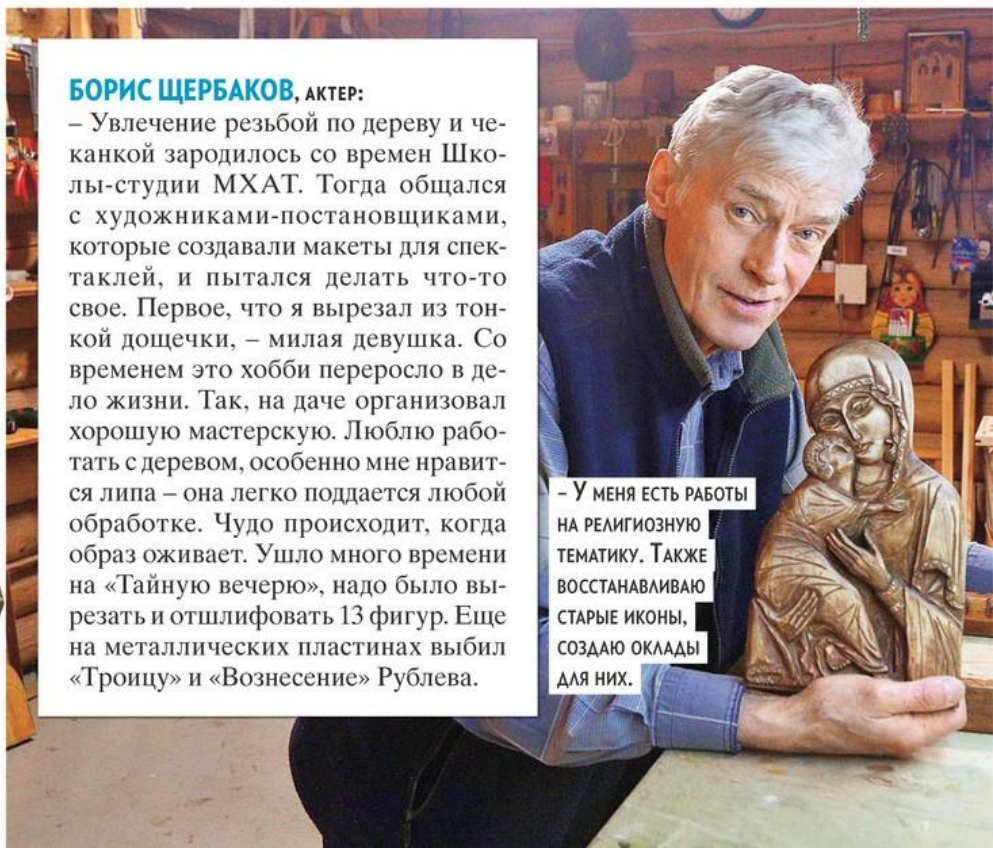 БОРИС ЩЕРБАКОВ, АКТЕР:
– Увлечение резьбой по дереву и че-
канкой зародилось со времен Шко-
лы-студии МХАТ. Тогда общался
с художниками-постановщиками,
которые создавали макеты для спек-
таклей, и пытался делать что-то
свое. Первое, что я вырезал из тон-
кой дощечки, – милая девушка. Со
временем это хобби переросло в де-
ло жизни. Так, на даче организовал
хорошую мастерскую. Люблю рабо-
тать с деревом, особенно мне нравит-
ся липа – она легко поддается любой
обработке. Чудо происходит, когда
образ оживает. Ушло много времени
на «Тайную вечерю», надо было вы-
резать и отшлифовать 13 фигур. Еще
на металлических пластинах выбил
«Троицу» и «Вознесение» Рублева.
– У МЕНЯ ЕСТЬ РАБОТЫ
НА РЕЛИГИОЗНУЮ
ТЕМАТИКУ. ТАКЖЕ
ВОССТАНАВЛИВАЮ
СТАРЫЕ ИКОНЫ,
СОЗДАЮ ОКЛАДЫ
ДЛЯ НИХ.